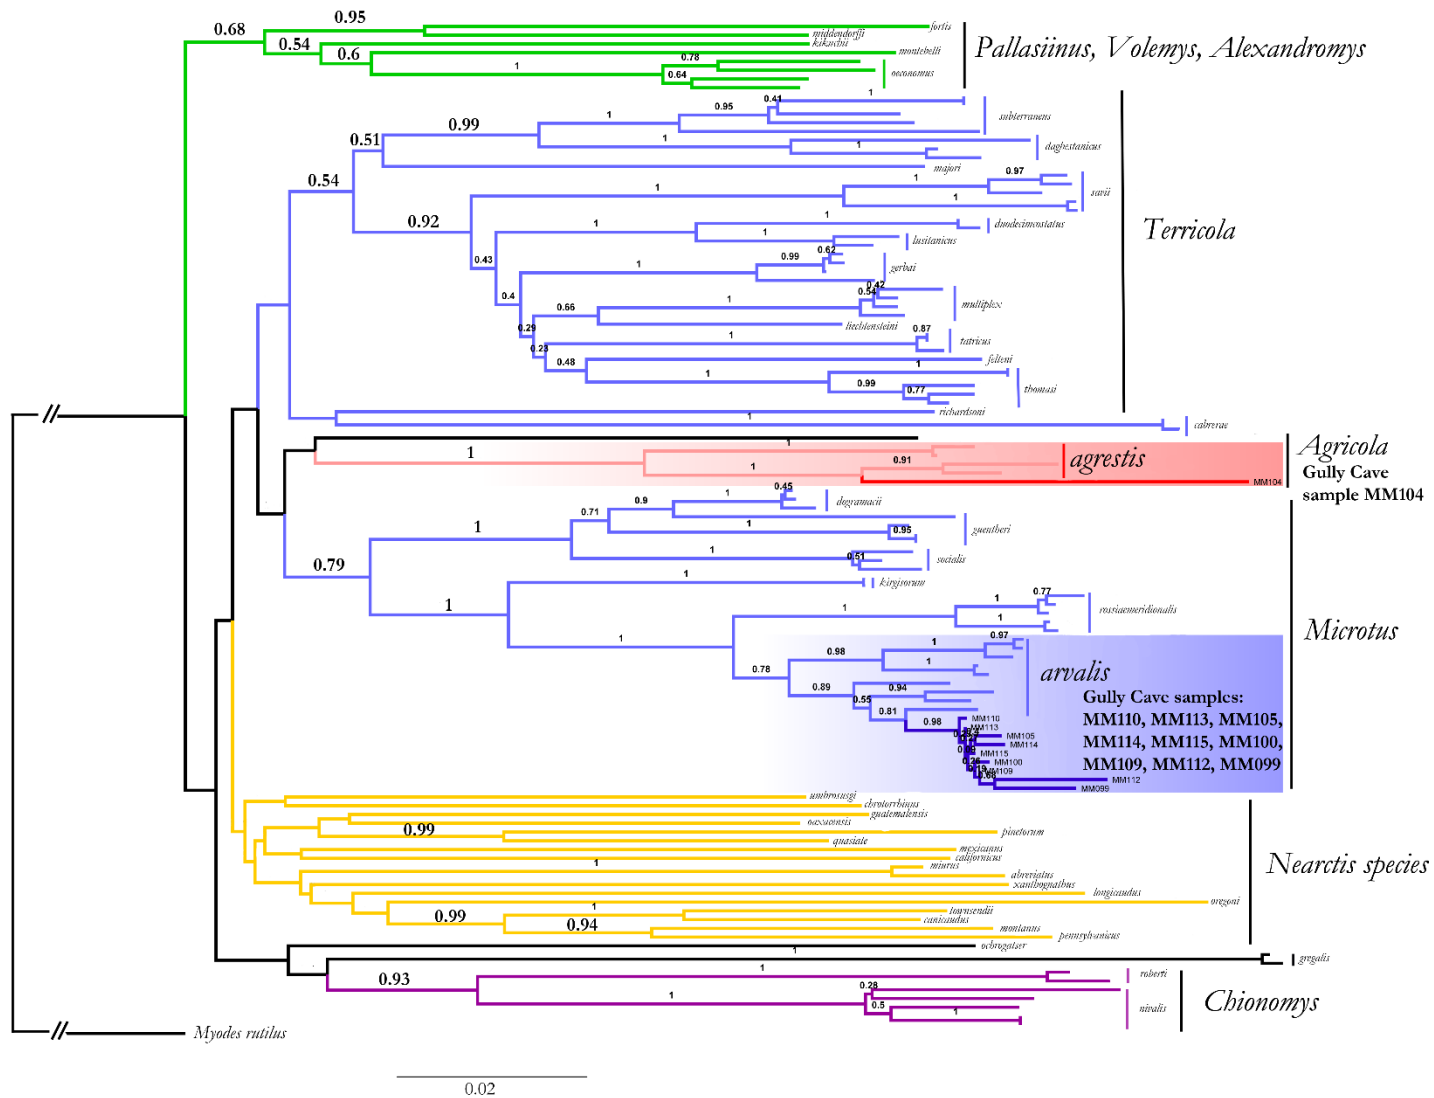 0.95
fortis
0.68
middendorffi
0.54
kikuchii
0.6
montebelli
Pallasiinus, Volemys, Alexandromys
0.78
1
0.64
oeconomus
1
0.41
0.95
subterraneus
1
0.99
0.51
1
1
daghestanicus
majori
0.54
0.97
1
1
savii
1
0.92
1
1
duodecimcostatus
Terricola
1
lusitanicus
0.62
0.43
1
0.99
gerbai
0.42
0.54
0.4
1
multiplex
0.66
0.29
liechtensteini
0.87
1
tatricus
0.23
0.48
felteni
1
1
0.99
0.77
thomasi
richardsoni
1
cabrerae
1
1
0.91
agrestis
1
MM104
Agricola
Gully Cave
sample MM104
0.45
1
0.9
dogramacii
0.71
1
1
0.95
guentheri
1
0.51
socialis
0.79
1
kirgisorum
0.77
1
1
1
1
rossiaemeridionalis
1
Microtus
0.97
1
0.98
1
0.78
arvalis
0.89
0.94
0.55
0.81
0.98
Gully Cave samples:
MM110, MM113, MM105,
MM114, MM115, MM100,
MM109, MM112, MM099
MM110
MM113
MM105
MM114
MM115
MM100
MM109
0.68
MM112
MM099
umbrosusgi
chrotorrhinus
guatemalensis
oaxacensis
0.99
pinetorum
quasiate
mexicanus
californicus
1
miurus
abreviatus
xanthognathus
longicaudus
oregoni
1
0.99
townsendii
canicaudus
0.94
montanus
pennsylvanicus
Nearctis species
ochrogaster
1
gregalis
0.93
1
roberti
0.28
1
0.5
1
nivalis
Chionomys
Myodes rutilus
0.02